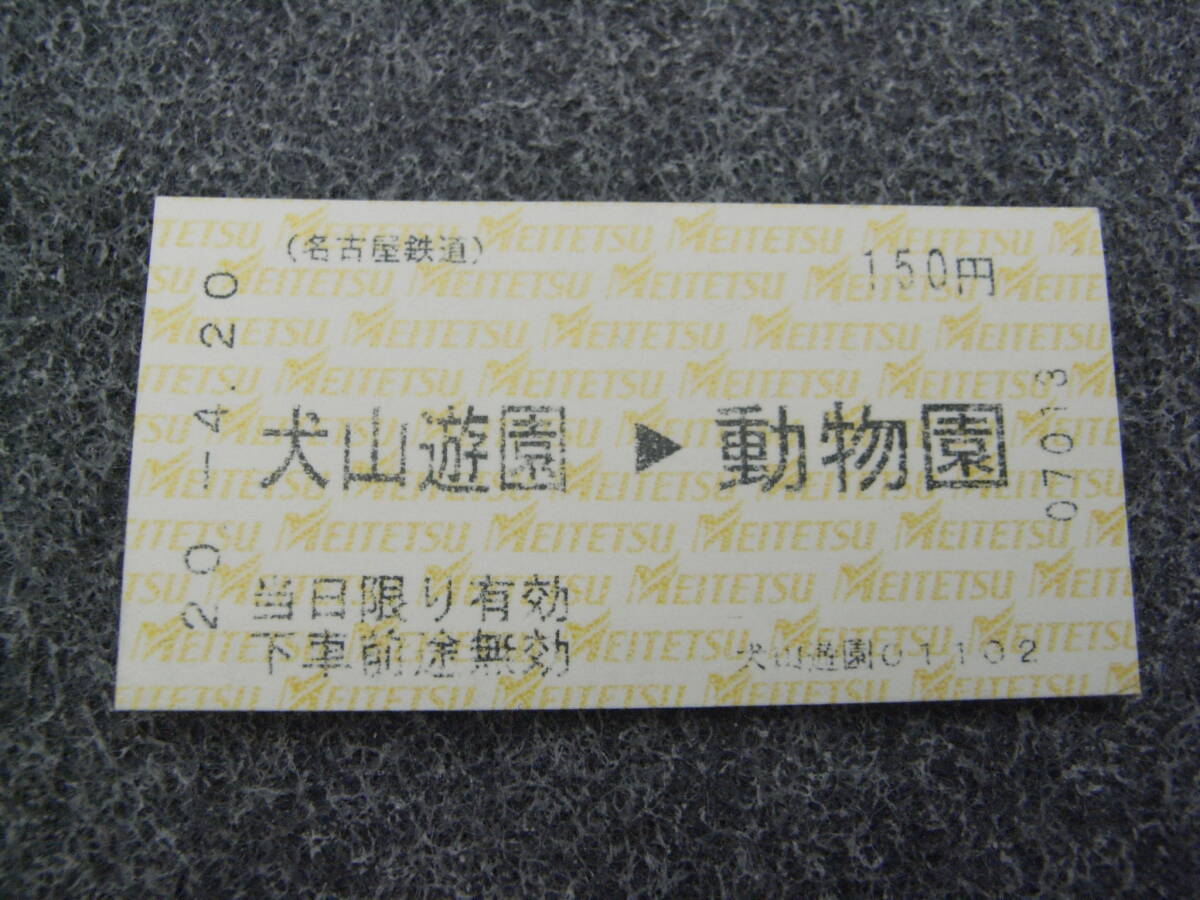 (名古屋鉄道)
150円
20.-4.20
犬山遊園 ▶ 動物園
07013
当日限り有効
下車前途無効
犬山遊園01102
MEITETSU